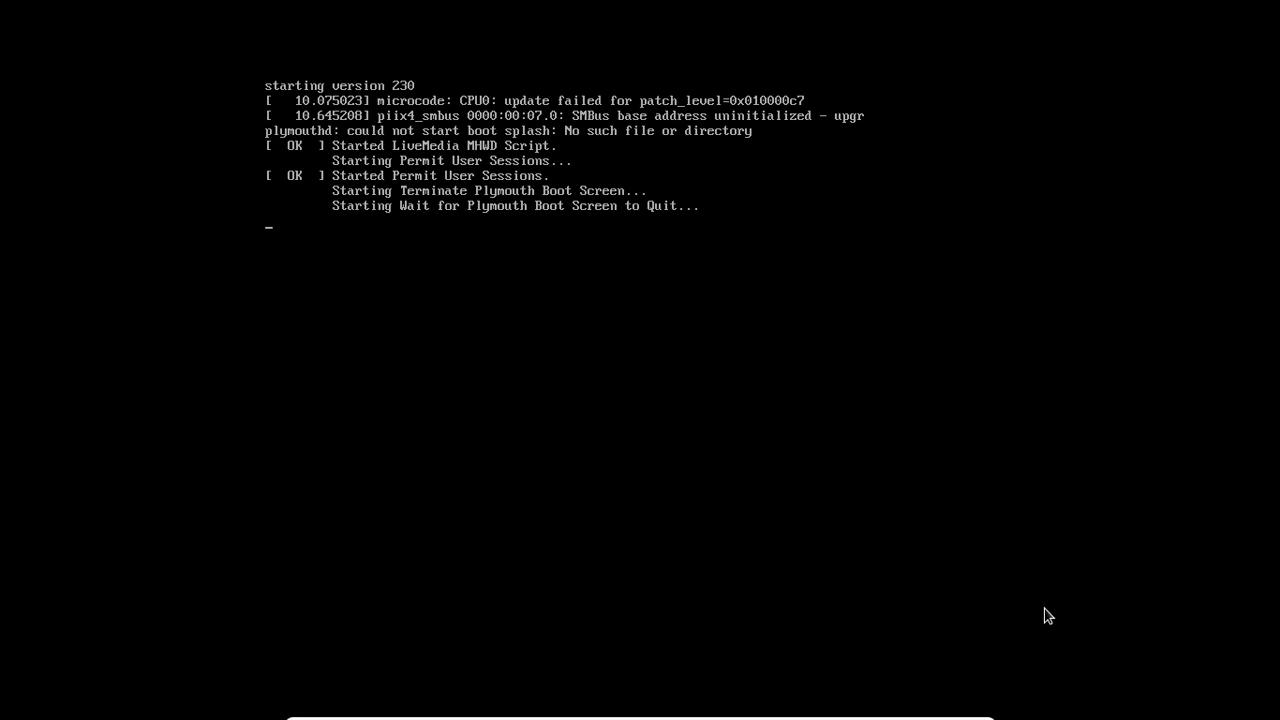 starting version 230
[   10.075023] microcode: CPU0: update failed for patch_level=0x010000c7
[   10.645208] piix4_smbus 0000:00:07.0: SMBus base address uninitialized - upgr
plymouthd: could not start boot splash: No such file or directory
[  OK  ] Started LiveMedia MHWD Script.
         Starting Permit User Sessions...
[  OK  ] Started Permit User Sessions.
         Starting Terminate Plymouth Boot Screen...
         Starting Wait for Plymouth Boot Screen to Quit...